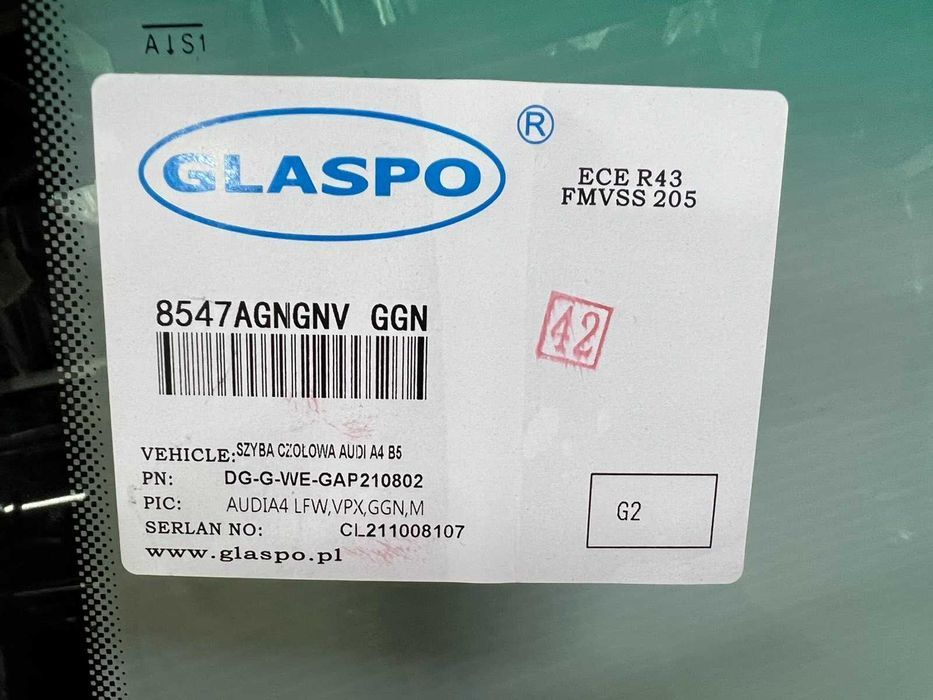 A↓S1
GLASPO ®
ECE R43
FMVSS 205
8547AGNGNV GGN
42
VEHICLE: SZYBA CZOŁOWA AUDI A4 B5
PN: DG-G-WE-GAP210802
PIC: AUDIA4 LFW,VPX,GGN,M
SERLAN NO: CL211008107
www.glaspo.pl
G2